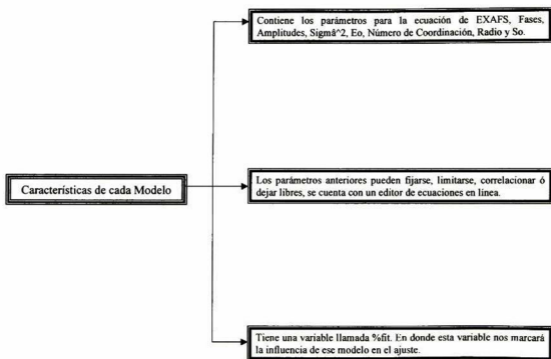 Contiene los parámetros para la ecuación de EXAFS, Fases,
Amplitudes, Sigmâ^2, Eo, Número de Coordinación, Radio y So.
Características de cada Modelo
Los parámetros anteriores pueden fijarse, limitarse, correlacionar ó
dejar libres, se cuenta con un editor de ecuaciones en línea.
Tiene una variable llamada %fit. En donde esta variable nos marcará
la influencia de ese modelo en el ajuste.